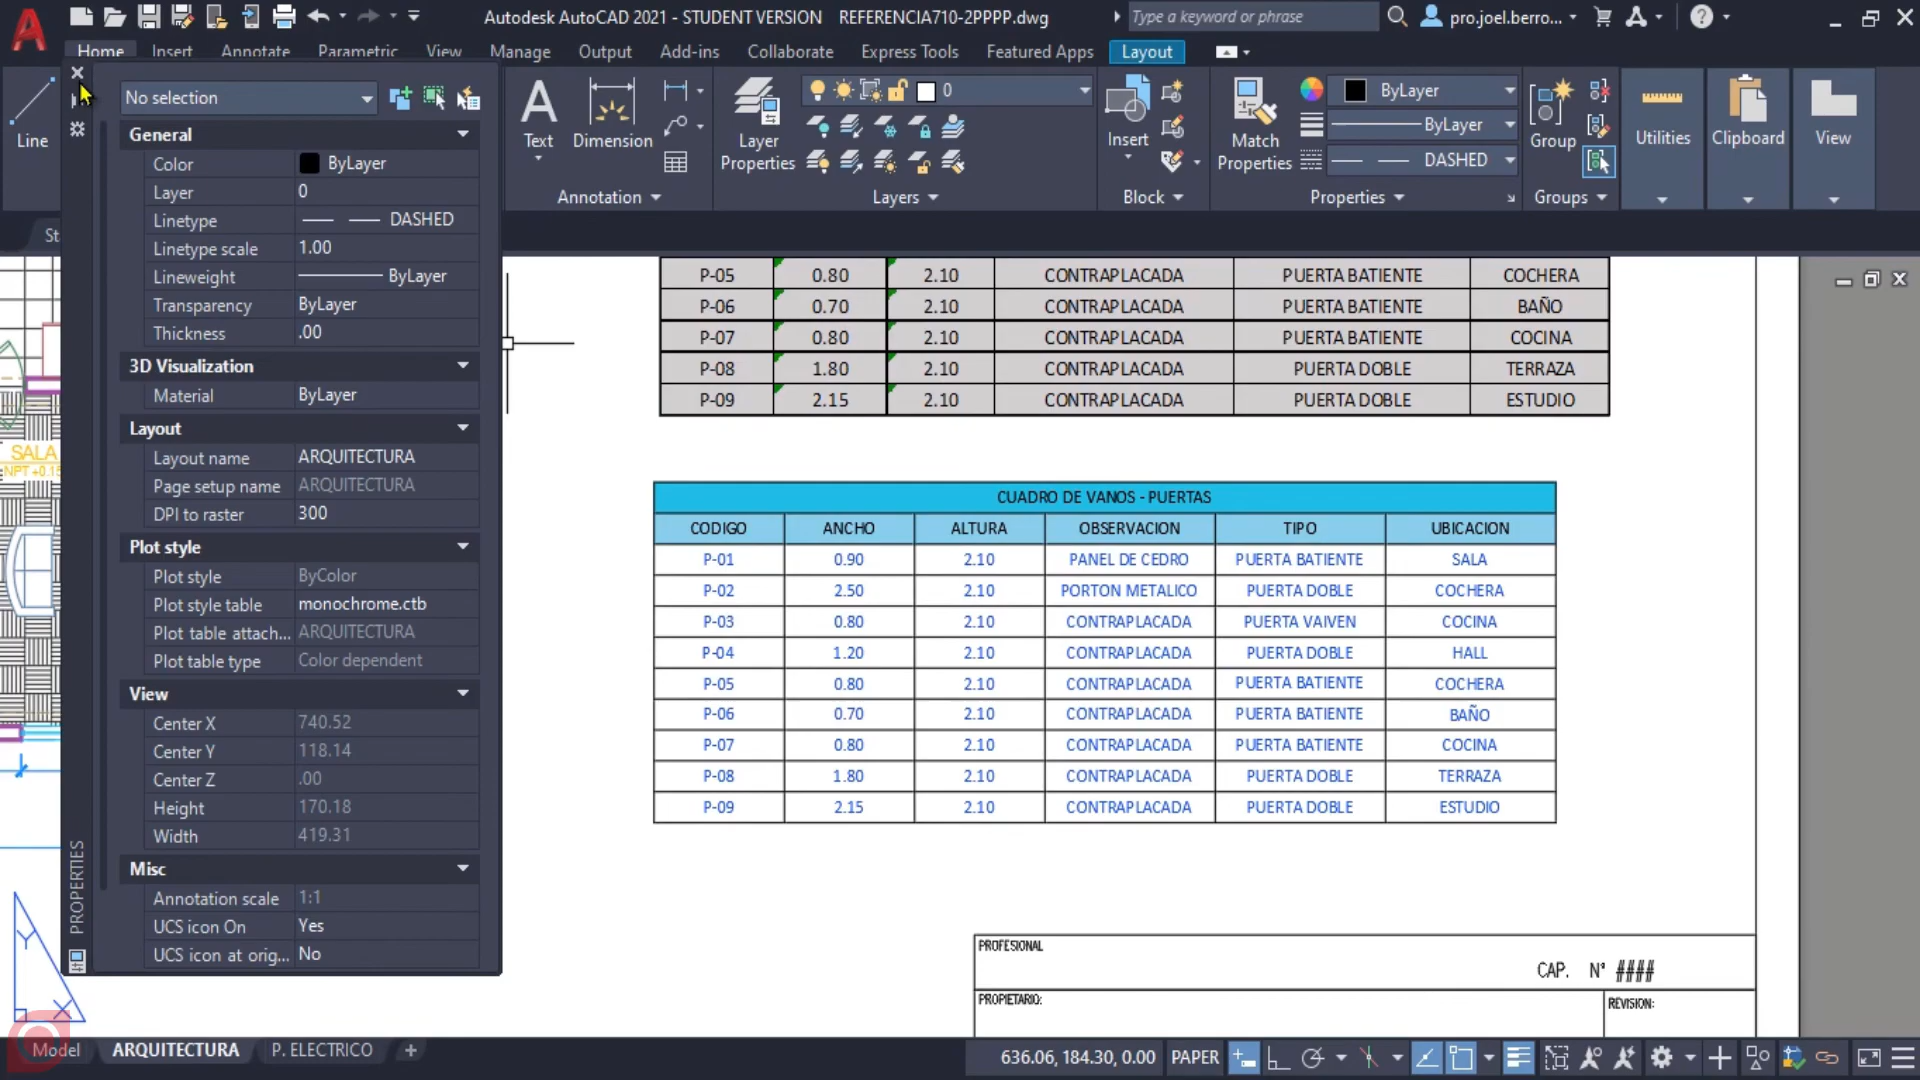 Autodesk AutoCAD 2021 - STUDENT VERSION REFERENCIA710-2PPPP.dwg
Type a keyword or phrase
pro.joel.berro...
Home Insert Annotate Parametric View Manage Output Add-ins Collaborate Express Tools Featured Apps Layout
Line
Text
Dimension
Annotation
Layer
Properties
0
Layers
Insert
Block
Match
Properties
ByLayer
ByLayer
DASHED
Properties
Group
Groups
Utilities
Clipboard
View
St
No selection
General
Color ByLayer
Layer 0
Linetype DASHED
Linetype scale 1.00
Lineweight ByLayer
Transparency ByLayer
Thickness .00
3D Visualization
Material ByLayer
Layout
Layout name ARQUITECTURA
Page setup name ARQUITECTURA
DPI to raster 300
Plot style
Plot style ByColor
Plot style table monochrome.ctb
Plot table attach... ARQUITECTURA
Plot table type Color dependent
View
Center X 740.52
Center Y 118.14
Center Z .00
Height 170.18
Width 419.31
Misc
Annotation scale 1:1
UCS icon On Yes
UCS icon at orig... No
PROPERTIES
SALA
NPT +0.15
Y
X
P-05 0.80 2.10 CONTRAPLACADA PUERTA BATIENTE COCHERA
P-06 0.70 2.10 CONTRAPLACADA PUERTA BATIENTE BAÑO
P-07 0.80 2.10 CONTRAPLACADA PUERTA BATIENTE COCINA
P-08 1.80 2.10 CONTRAPLACADA PUERTA DOBLE TERRAZA
P-09 2.15 2.10 CONTRAPLACADA PUERTA DOBLE ESTUDIO
CUADRO DE VANOS - PUERTAS
CODIGO ANCHO ALTURA OBSERVACION TIPO UBICACION
P-01 0.90 2.10 PANEL DE CEDRO PUERTA BATIENTE SALA
P-02 2.50 2.10 PORTON METALICO PUERTA DOBLE COCHERA
P-03 0.80 2.10 CONTRAPLACADA PUERTA VAIVEN COCINA
P-04 1.20 2.10 CONTRAPLACADA PUERTA DOBLE HALL
P-05 0.80 2.10 CONTRAPLACADA PUERTA BATIENTE COCHERA
P-06 0.70 2.10 CONTRAPLACADA PUERTA BATIENTE BAÑO
P-07 0.80 2.10 CONTRAPLACADA PUERTA BATIENTE COCINA
P-08 1.80 2.10 CONTRAPLACADA PUERTA DOBLE TERRAZA
P-09 2.15 2.10 CONTRAPLACADA PUERTA DOBLE ESTUDIO
PROFESIONAL
CAP. N° ####
PROPIETARIO:
REVISION:
Model ARQUITECTURA P. ELECTRICO +
636.06, 184.30, 0.00 PAPER